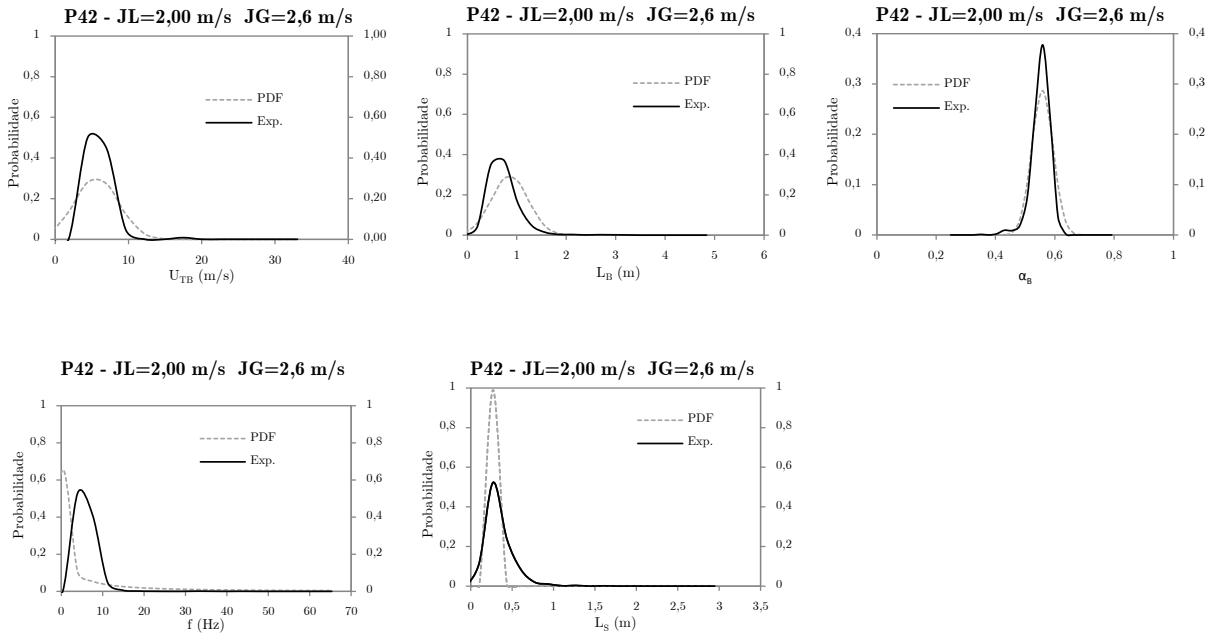 P42 - JL=2,00 m/s JG=2,6 m/s
1
0,8
0,6
0,4
0,2
0
1,00
0,80
0,60
0,40
0,20
0,00
Probabilidade
PDF
Exp.
0 10 20 30 40
U_TB (m/s)
P42 - JL=2,00 m/s JG=2,6 m/s
1
0,8
0,6
0,4
0,2
0
1
0,8
0,6
0,4
0,2
0
Probabilidade
PDF
Exp.
0 1 2 3 4 5 6
L_B (m)
P42 - JL=2,00 m/s JG=2,6 m/s
0,4
0,3
0,2
0,1
0
0,4
0,3
0,2
0,1
0
Probabilidade
PDF
Exp.
0 0,2 0,4 0,6 0,8 1
α_B
P42 - JL=2,00 m/s JG=2,6 m/s
1
0,8
0,6
0,4
0,2
0
1
0,8
0,6
0,4
0,2
0
Probabilidade
PDF
Exp.
0 10 20 30 40 50 60 70
f (Hz)
P42 - JL=2,00 m/s JG=2,6 m/s
1
0,8
0,6
0,4
0,2
0
1
0,8
0,6
0,4
0,2
0
Probabilidade
PDF
Exp.
0 0,5 1 1,5 2 2,5 3 3,5
L_S (m)